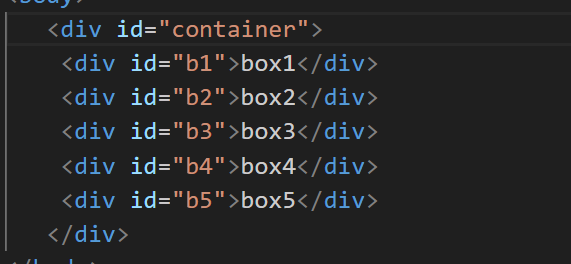 <body>
<div id="container">
<div id="b1">box1</div>
<div id="b2">box2</div>
<div id="b3">box3</div>
<div id="b4">box4</div>
<div id="b5">box5</div>
</div>